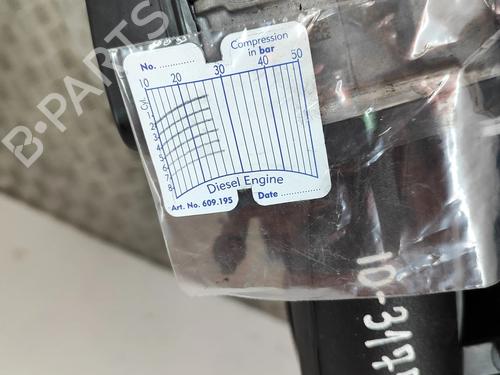 No. ............
Compression
in bar
10 20 30 40 50
Cyl.
1
2
3
4
5
6
7
8
Diesel Engine
Art. No. 609.195
Date ................
B-PARTS